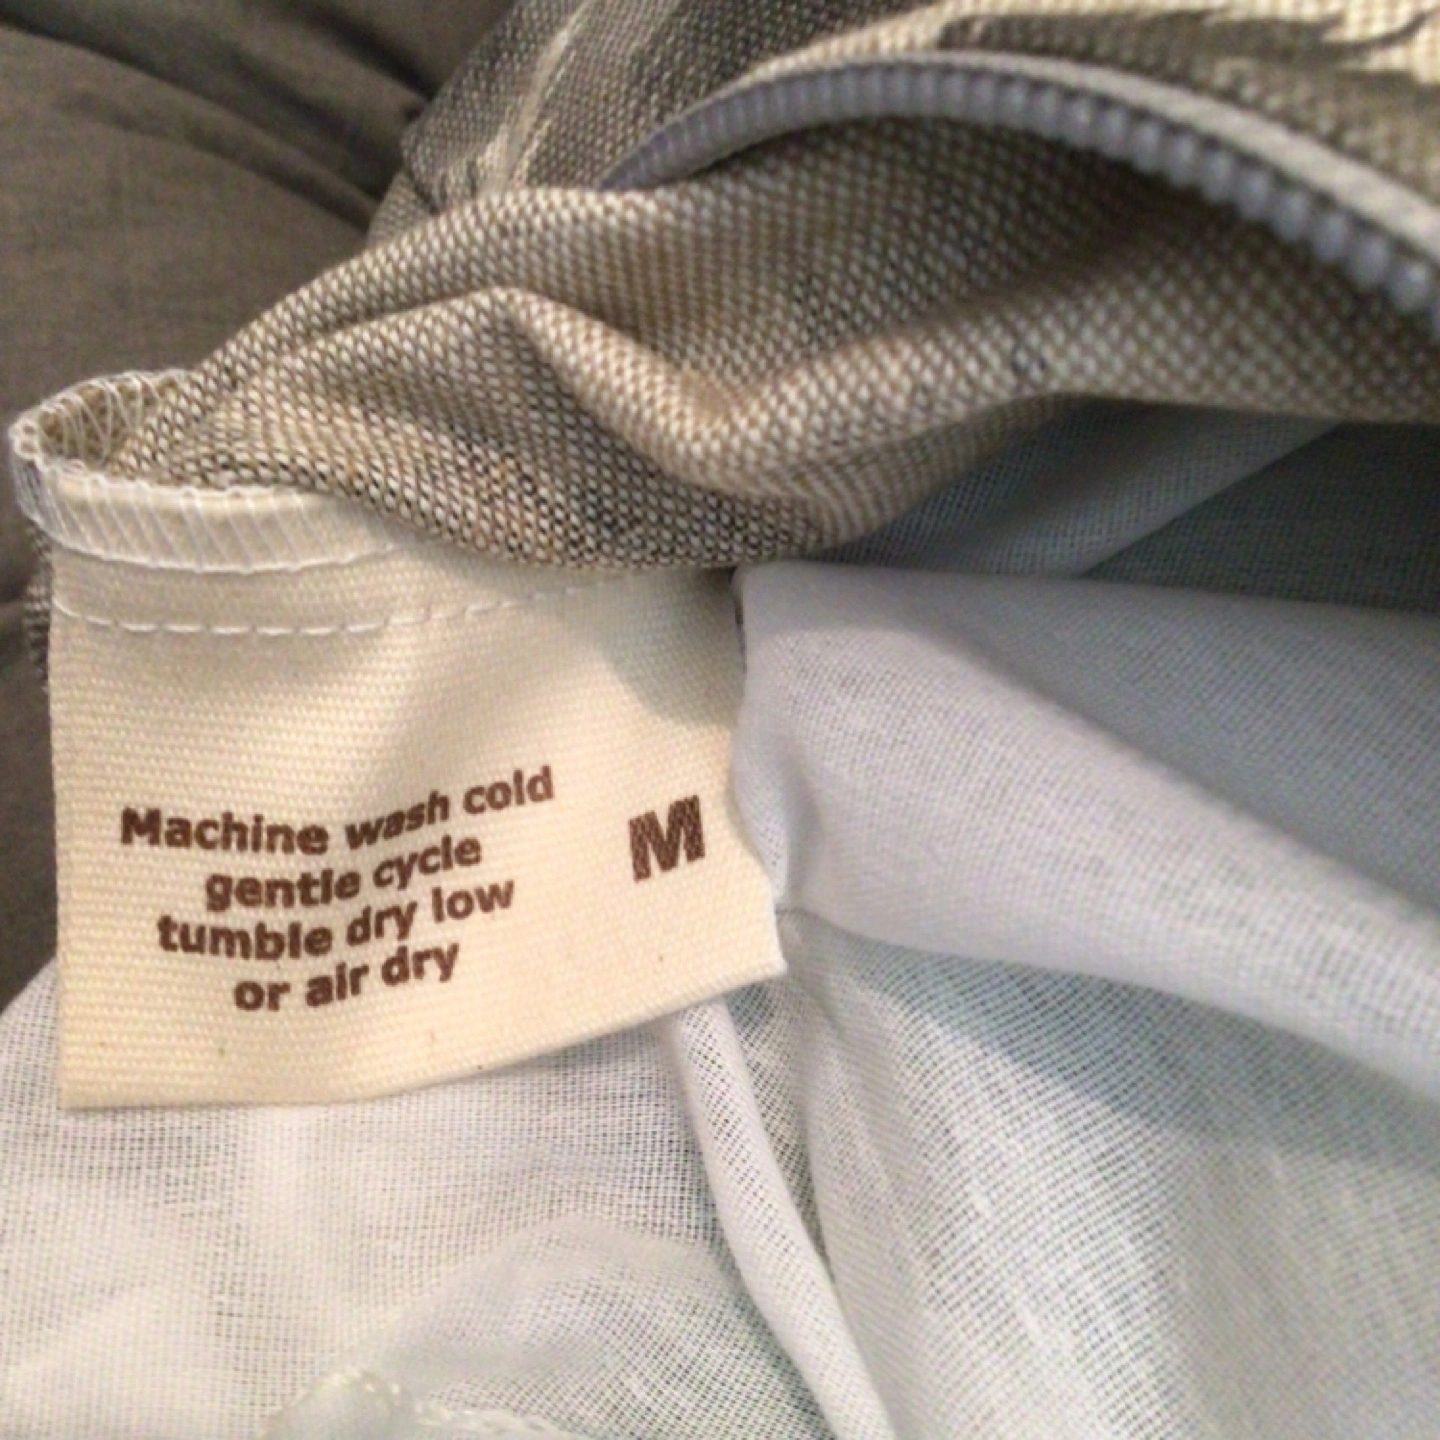 Machine wash cold
gentle cycle
tumble dry low
or air dry
M